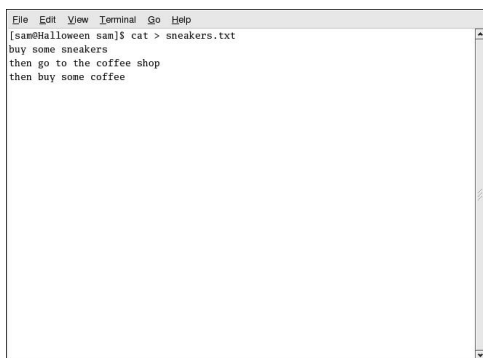 File Edit View Terminal Go Help
[sam@Halloween sam]$ cat > sneakers.txt
buy some sneakers
then go to the coffee shop
then buy some coffee